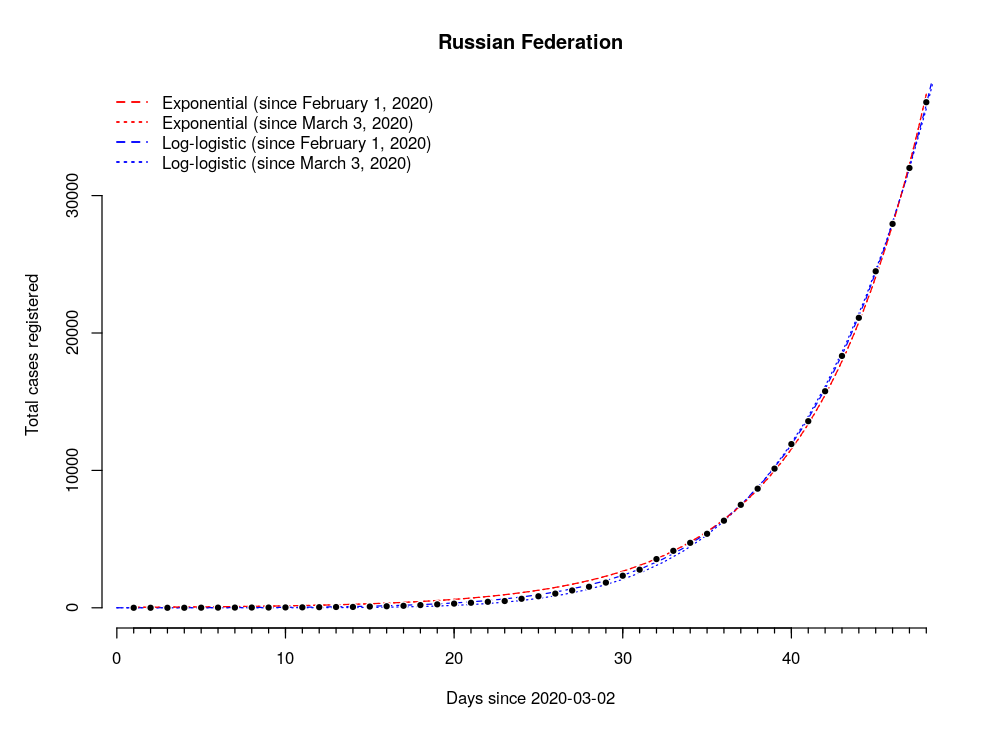 Russian Federation
Exponential (since February 1, 2020)
Exponential (since March 3, 2020)
Log-logistic (since February 1, 2020)
Log-logistic (since March 3, 2020)
Total cases registered
30000
20000
10000
0
0 10 20 30 40
Days since 2020-03-02